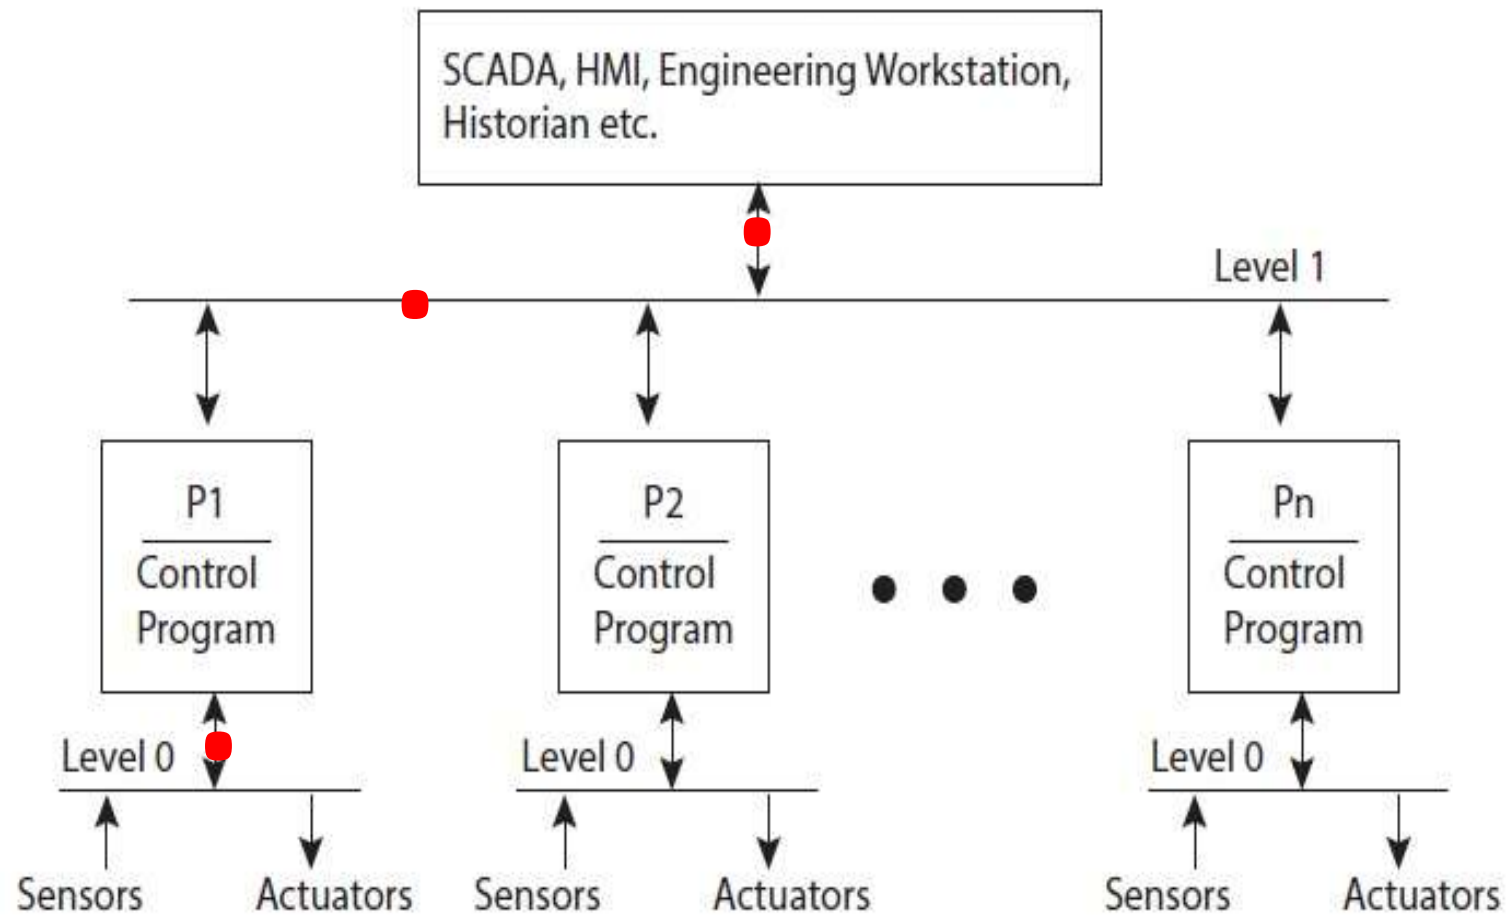 SCADA, HMI, Engineering Workstation,
Historian etc.
Level 1
P1
Control
Program
P2
Control
Program
Pn
Control
Program
Level 0
Level 0
Level 0
Sensors
Actuators
Sensors
Actuators
Sensors
Actuators